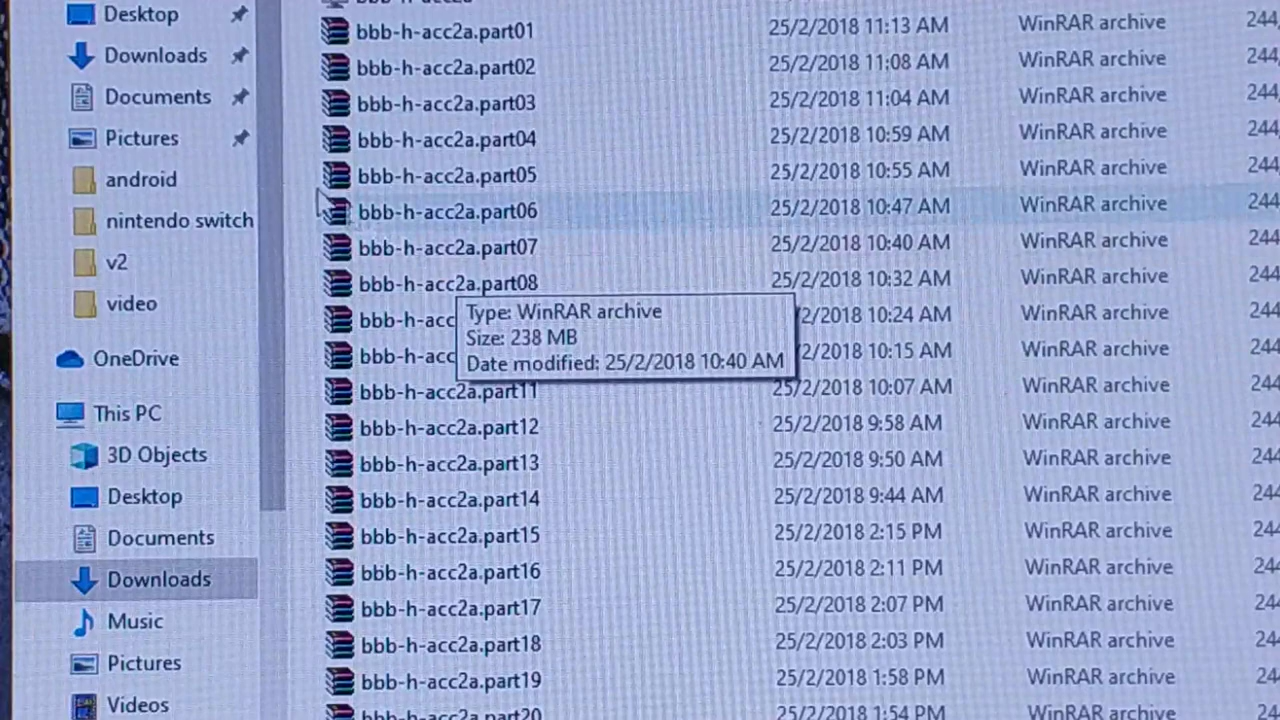 Desktop
Downloads
Documents
Pictures
android
nintendo switch
v2
video
OneDrive
This PC
3D Objects
Desktop
Documents
Downloads
Music
Pictures
Videos
bbb-h-acc2a.part01 25/2/2018 11:13 AM WinRAR archive 244
bbb-h-acc2a.part02 25/2/2018 11:08 AM WinRAR archive 244
bbb-h-acc2a.part03 25/2/2018 11:04 AM WinRAR archive 244
bbb-h-acc2a.part04 25/2/2018 10:59 AM WinRAR archive 244
bbb-h-acc2a.part05 25/2/2018 10:55 AM WinRAR archive 244
bbb-h-acc2a.part06 25/2/2018 10:47 AM WinRAR archive 244
bbb-h-acc2a.part07 25/2/2018 10:40 AM WinRAR archive 244
bbb-h-acc2a.part08 25/2/2018 10:32 AM WinRAR archive 244
bbb-h-acc /2/2018 10:24 AM WinRAR archive 244
bbb-h-acc /2/2018 10:15 AM WinRAR archive 244
Type: WinRAR archive
Size: 238 MB
Date modified: 25/2/2018 10:40 AM
bbb-h-acc2a.part11 25/2/2018 10:07 AM WinRAR archive 244
bbb-h-acc2a.part12 25/2/2018 9:58 AM WinRAR archive 244
bbb-h-acc2a.part13 25/2/2018 9:50 AM WinRAR archive 244
bbb-h-acc2a.part14 25/2/2018 9:44 AM WinRAR archive 244
bbb-h-acc2a.part15 25/2/2018 2:15 PM WinRAR archive 244
bbb-h-acc2a.part16 25/2/2018 2:11 PM WinRAR archive 244
bbb-h-acc2a.part17 25/2/2018 2:07 PM WinRAR archive 244
bbb-h-acc2a.part18 25/2/2018 2:03 PM WinRAR archive 244
bbb-h-acc2a.part19 25/2/2018 1:58 PM WinRAR archive 244
bbb-h-acc2a.part20 25/2/2018 1:54 PM WinRAR archive 244